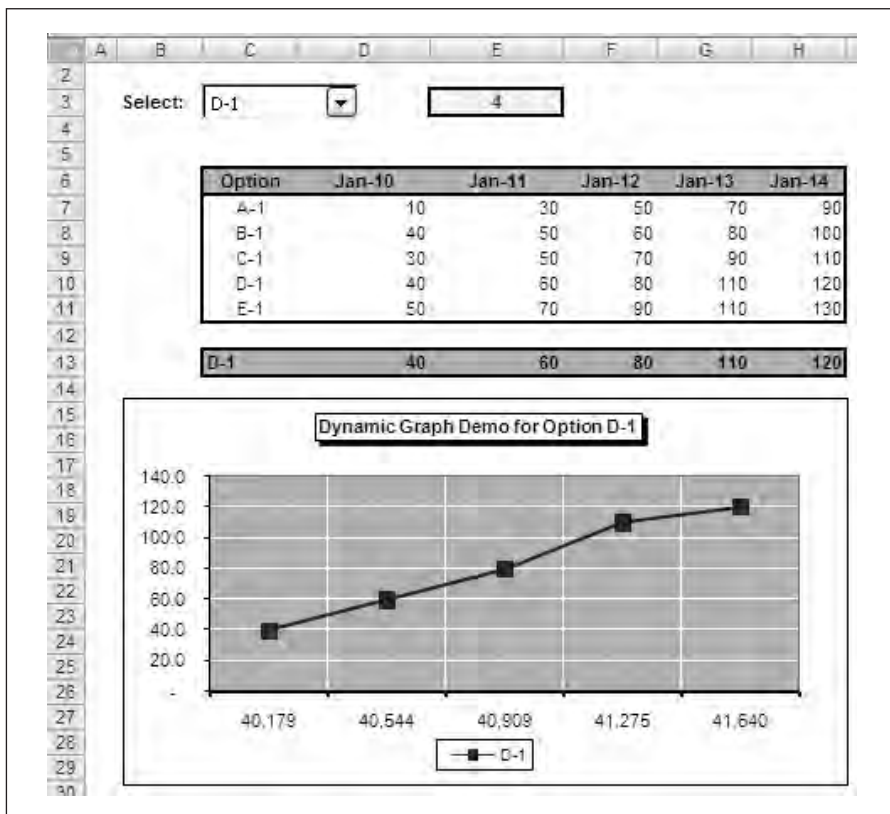 A B C D E F G H
2
3 Select: D-1 4
4
5
6 Option Jan-10 Jan-11 Jan-12 Jan-13 Jan-14
7 A-1 10 30 50 70 90
8 B-1 40 50 60 80 100
9 C-1 30 50 70 90 110
10 D-1 40 60 80 110 120
11 E-1 50 70 90 110 130
12
13 D-1 40 60 80 110 120
14
15
16
17
18
19
20
21
22
23
24
25
26
27
28
29
30
Dynamic Graph Demo for Option D-1
140.0
120.0
100.0
80.0
60.0
40.0
20.0
-
40,179 40,544 40,909 41,275 41,640
D-1